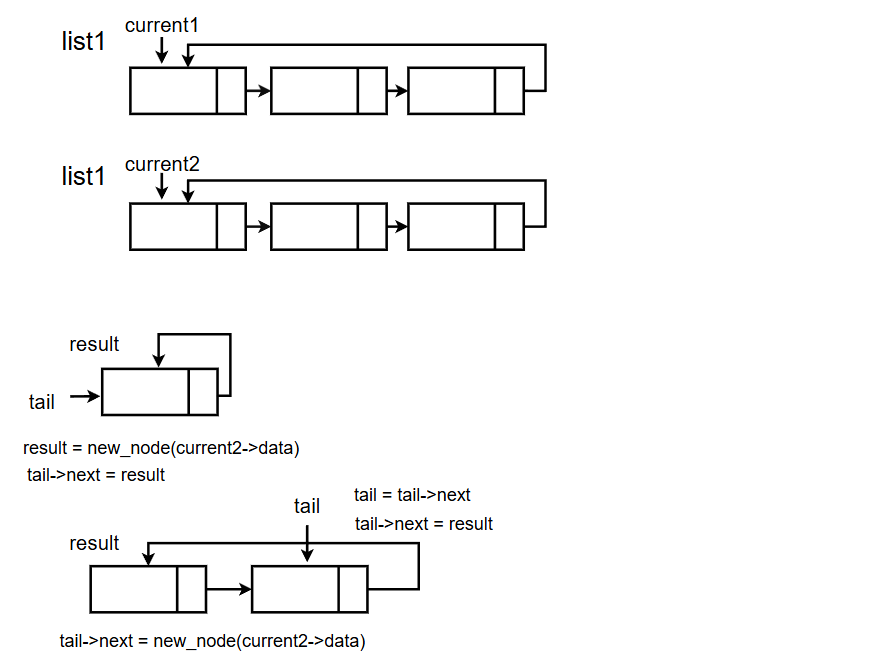 current1
list1
current2
list1
result
tail
result = new_node(current2->data)
tail->next = result
tail = tail->next
tail
tail->next = result
result
tail->next = new_node(current2->data)